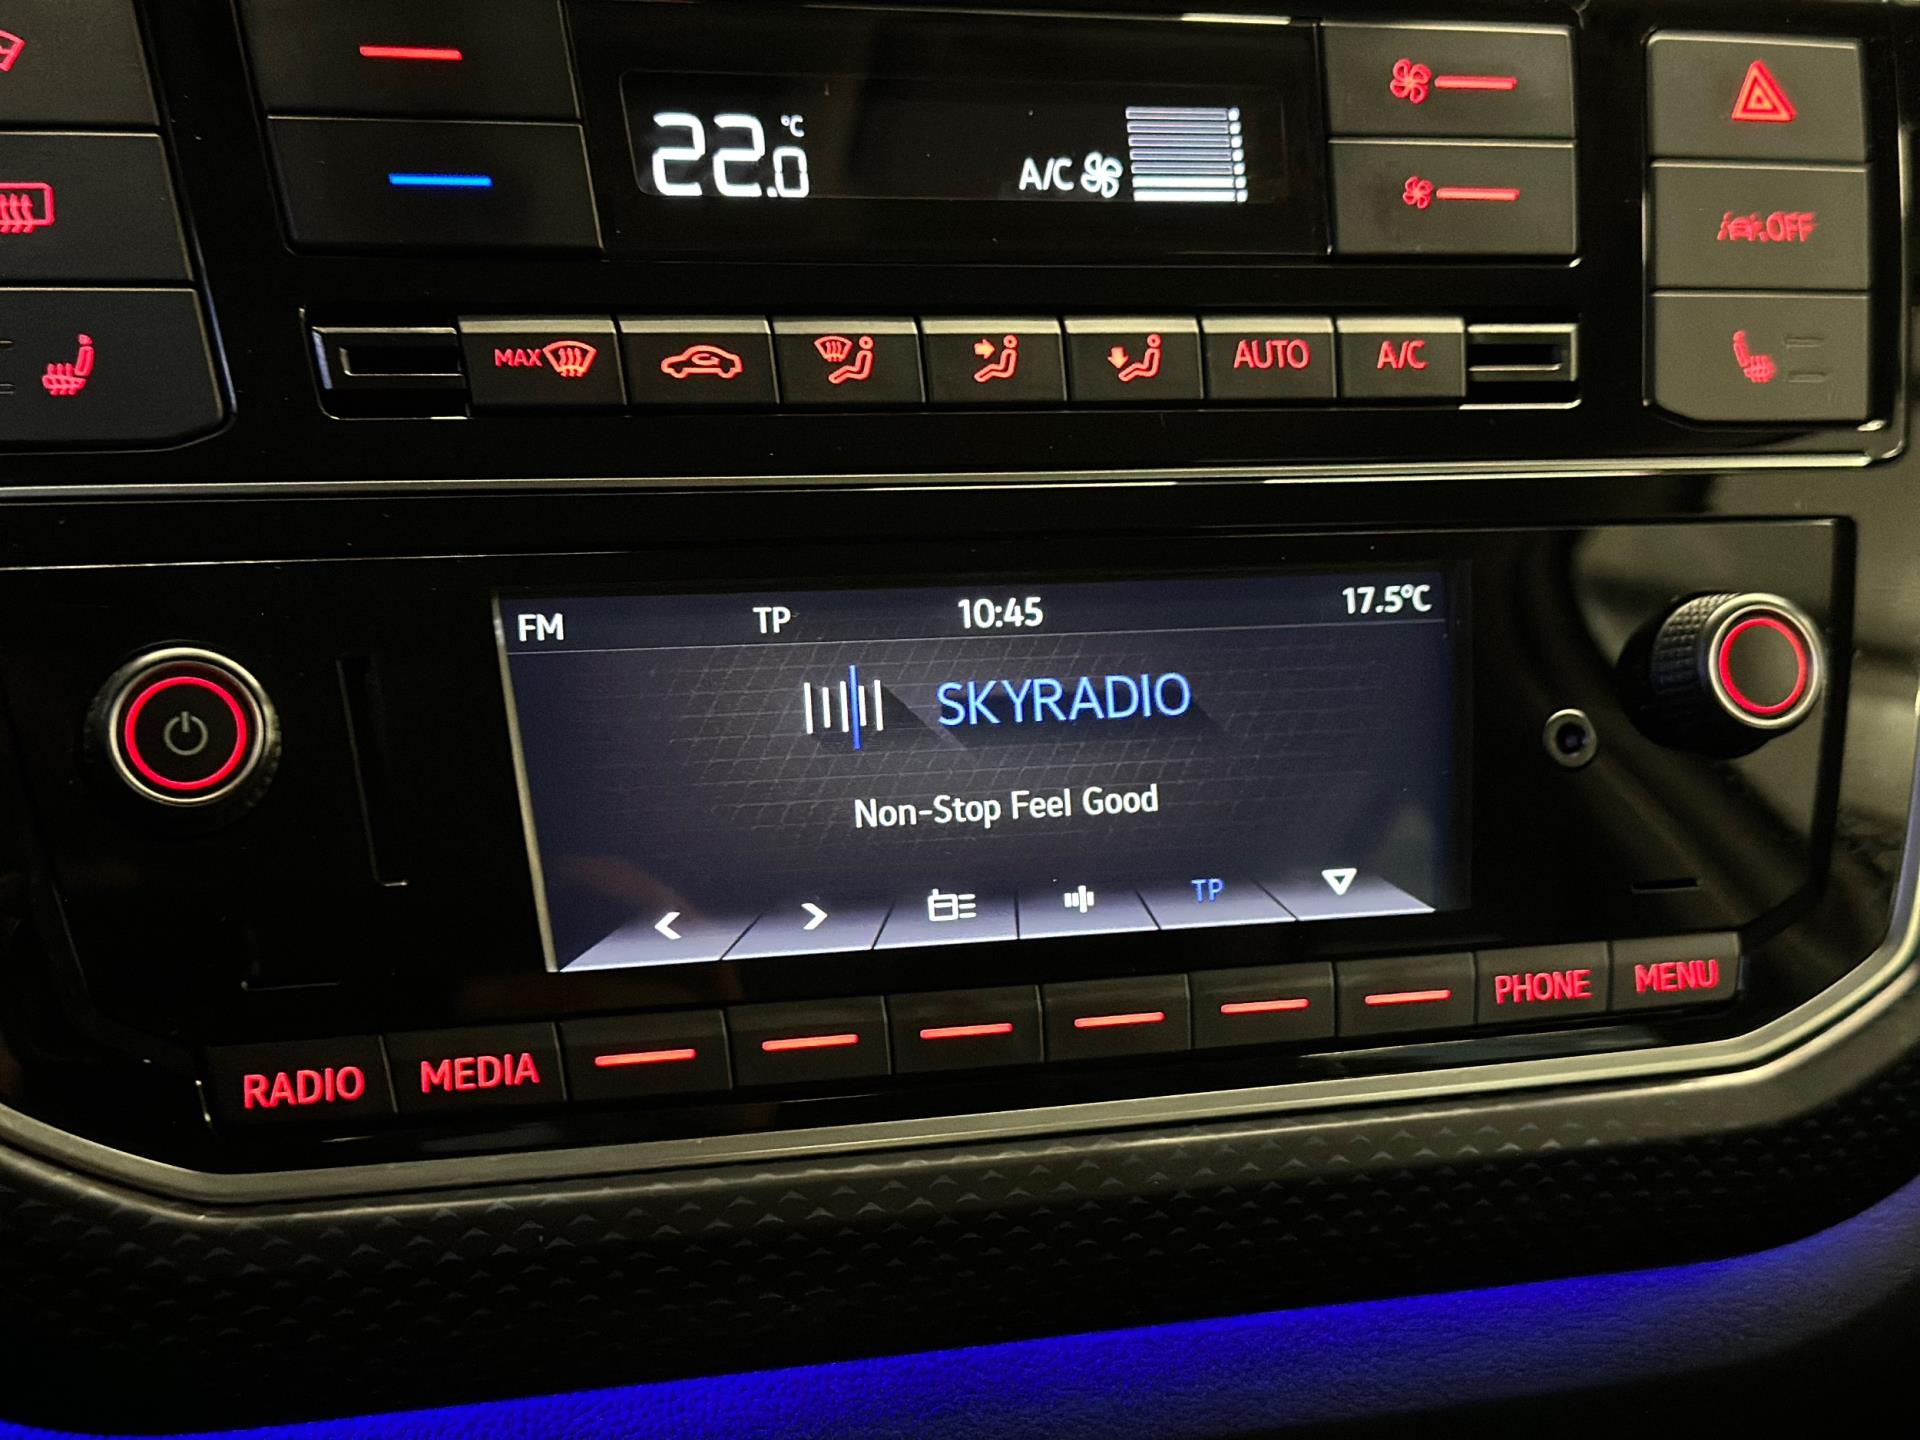 22.0 °C
A/C
OFF
MAX
AUTO
A/C
FM TP 10:45 17.5°C
SKYRADIO
Non-Stop Feel Good
TP
RADIO MEDIA PHONE MENU